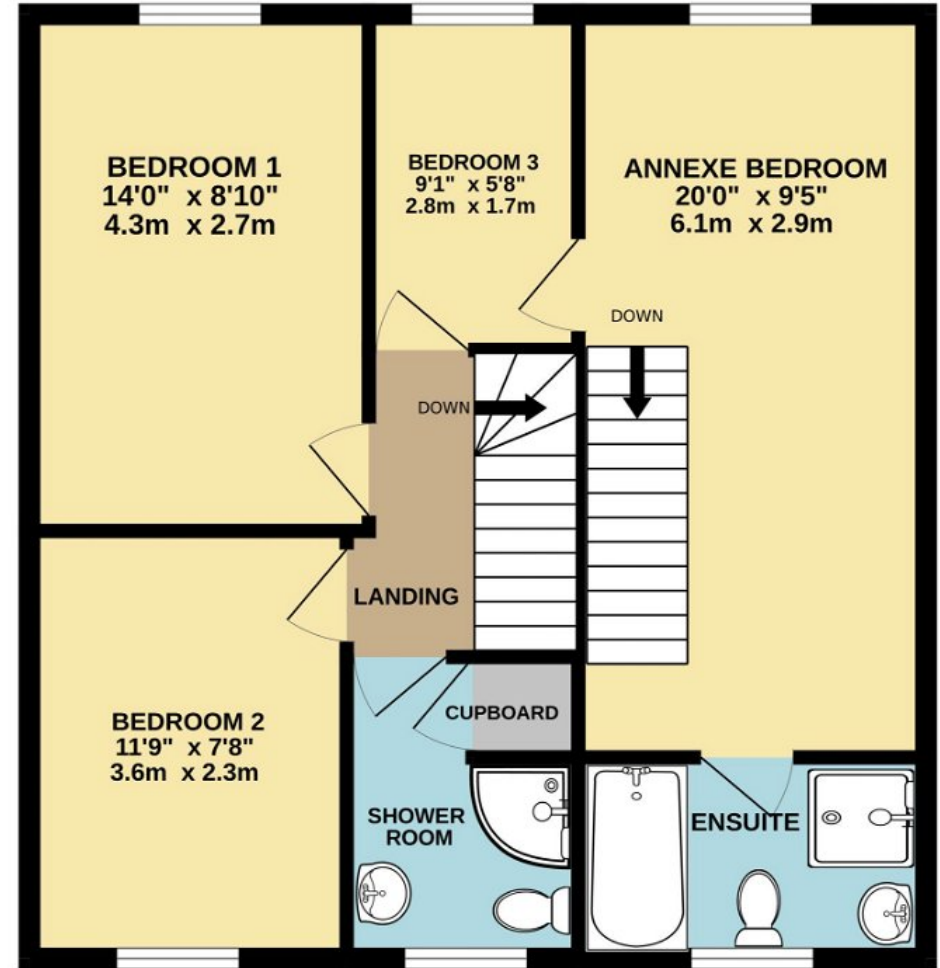 BEDROOM 1
14'0" x 8'10"
4.3m x 2.7m
BEDROOM 3
9'1" x 5'8"
2.8m x 1.7m
ANNEXE BEDROOM
20'0" x 9'5"
6.1m x 2.9m
DOWN
DOWN
LANDING
BEDROOM 2
11'9" x 7'8"
3.6m x 2.3m
CUPBOARD
SHOWER
ROOM
ENSUITE